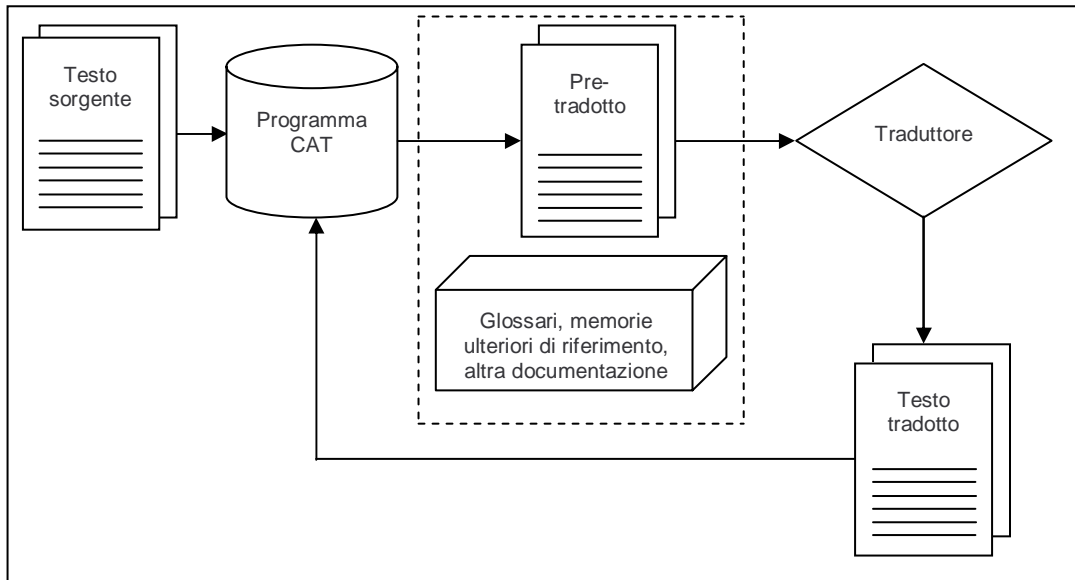 Testo
sorgente
Programma
CAT
Pre-
tradotto
Traduttore
Glossari, memorie
ulteriori di riferimento,
altra documentazione
Testo
tradotto